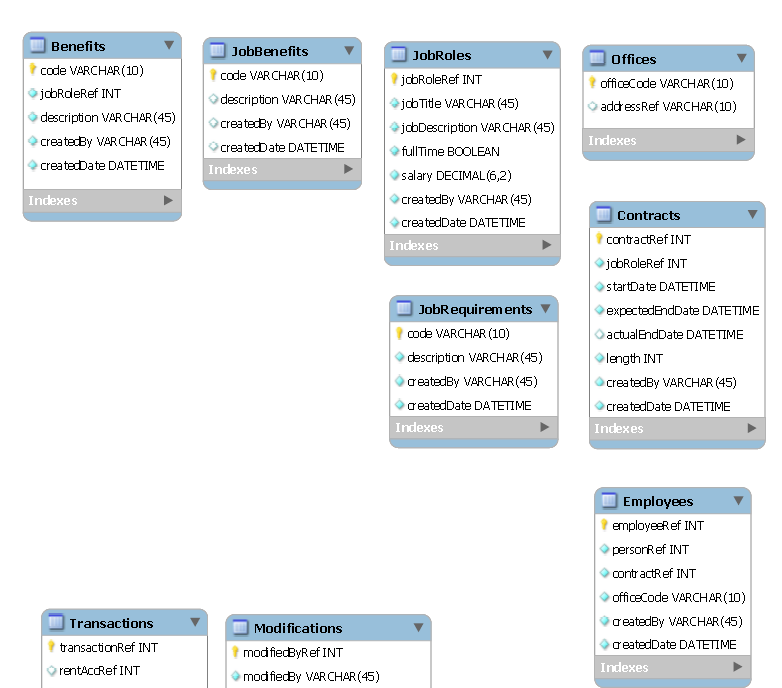 Benefits
code VARCHAR(10)
jobRoleRef INT
description VARCHAR(45)
createdBy VARCHAR(45)
createdDate DATETIME
Indexes
JobBenefits
code VARCHAR(10)
description VARCHAR(45)
createdBy VARCHAR(45)
createdDate DATETIME
Indexes
JobRoles
jobRoleRef INT
jobTitle VARCHAR(45)
jobDescription VARCHAR(45)
fullTime BOOLEAN
salary DECIMAL(6,2)
createdBy VARCHAR(45)
createdDate DATETIME
Indexes
Offices
officeCode VARCHAR(10)
addressRef VARCHAR(10)
Indexes
Contracts
contractRef INT
jobRoleRef INT
startDate DATETIME
expectedEndDate DATETIME
actualEndDate DATETIME
length INT
createdBy VARCHAR(45)
createdDate DATETIME
Indexes
JobRequirements
code VARCHAR(10)
description VARCHAR(45)
createdBy VARCHAR(45)
createdDate DATETIME
Indexes
Employees
employeeRef INT
personRef INT
contractRef INT
officeCode VARCHAR(10)
createdBy VARCHAR(45)
createdDate DATETIME
Indexes
Transactions
transactionRef INT
rentAccRef INT
Modifications
modifiedByRef INT
modifiedBy VARCHAR(45)